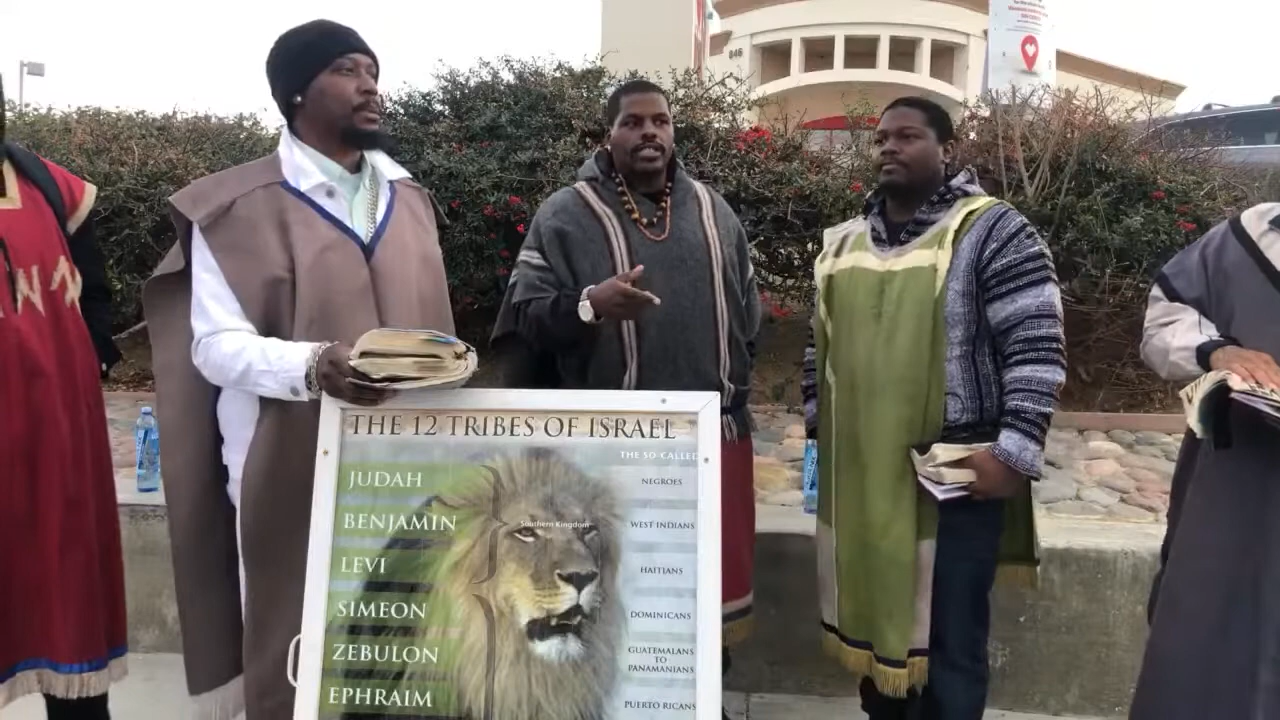 846
THE 12 TRIBES OF ISRAEL
THE SO-CALLED
JUDAH
NEGROES
BENJAMIN
Southern Kingdom
WEST INDIANS
LEVI
HAITIANS
SIMEON
DOMINICANS
ZEBULON
GUATEMALANS
TO
PANAMANIANS
EPHRAIM
PUERTO RICANS